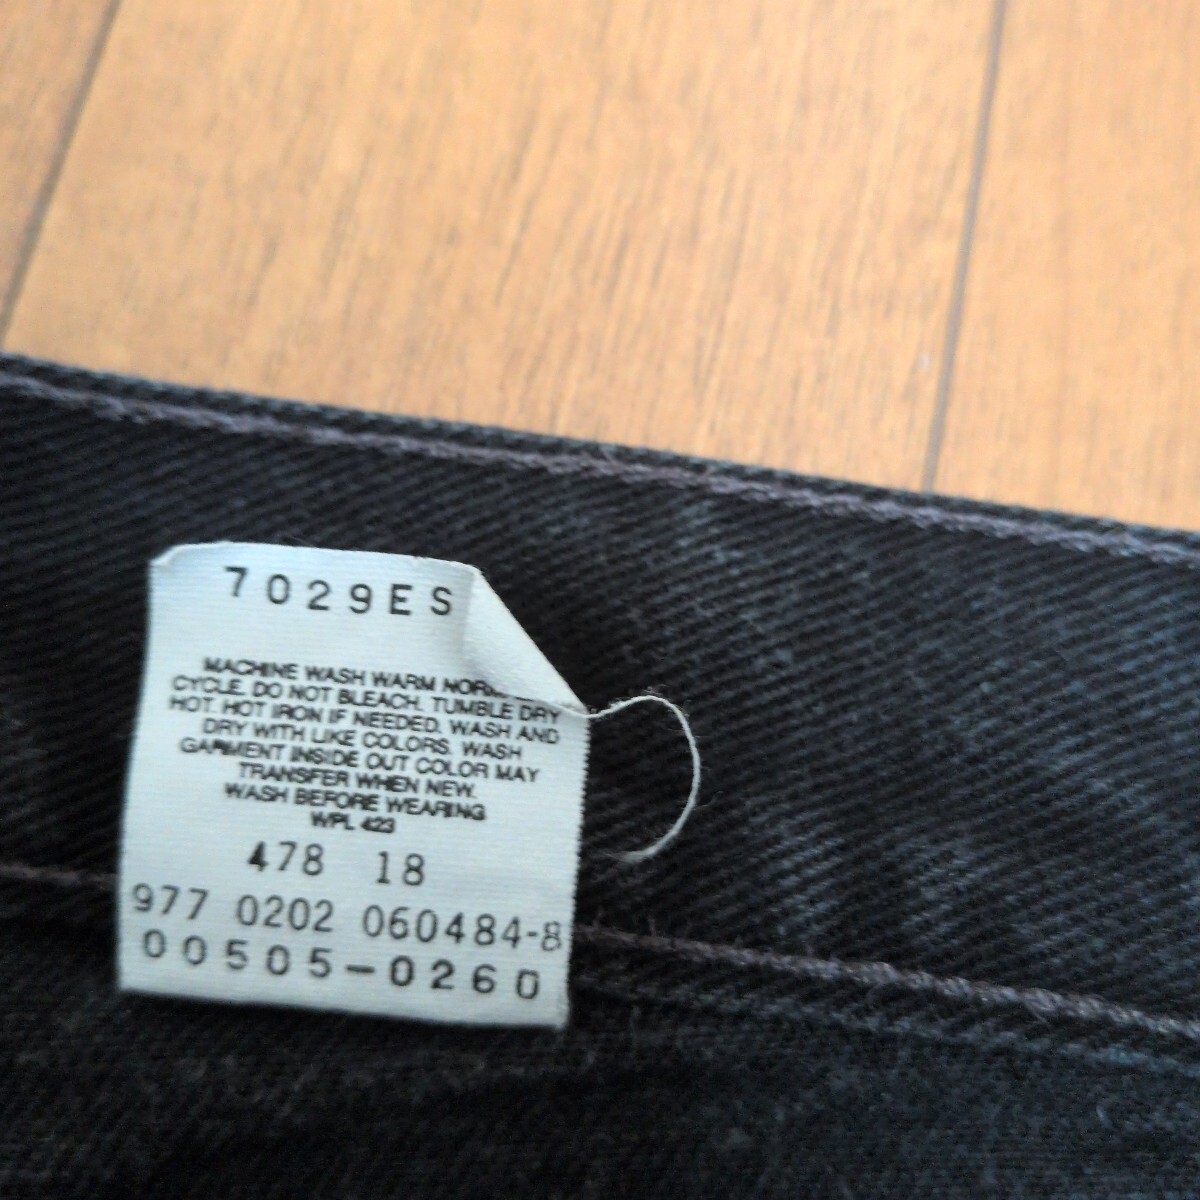 7029ES
MACHINE WASH WARM
CYCLE. DO NOT BLEACH. TUMBLE DRY
HOT. HOT IRON IF NEEDED. WASH AND
DRY WITH LIKE COLORS. WASH
GARMENT INSIDE OUT COLOR MAY
TRANSFER WHEN NEW.
WASH BEFORE WEARING
WPL 423
478 18
977 0202 060484-8
00505-0260